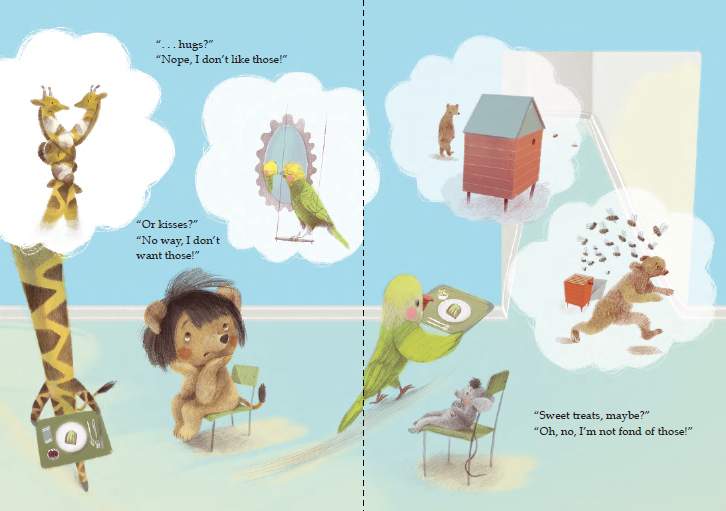 “. . . hugs?”
“Nope, I don’t like those!”
“Or kisses?”
“No way, I don’t
want those!”
“Sweet treats, maybe?”
“Oh, no, I’m not fond of those!”